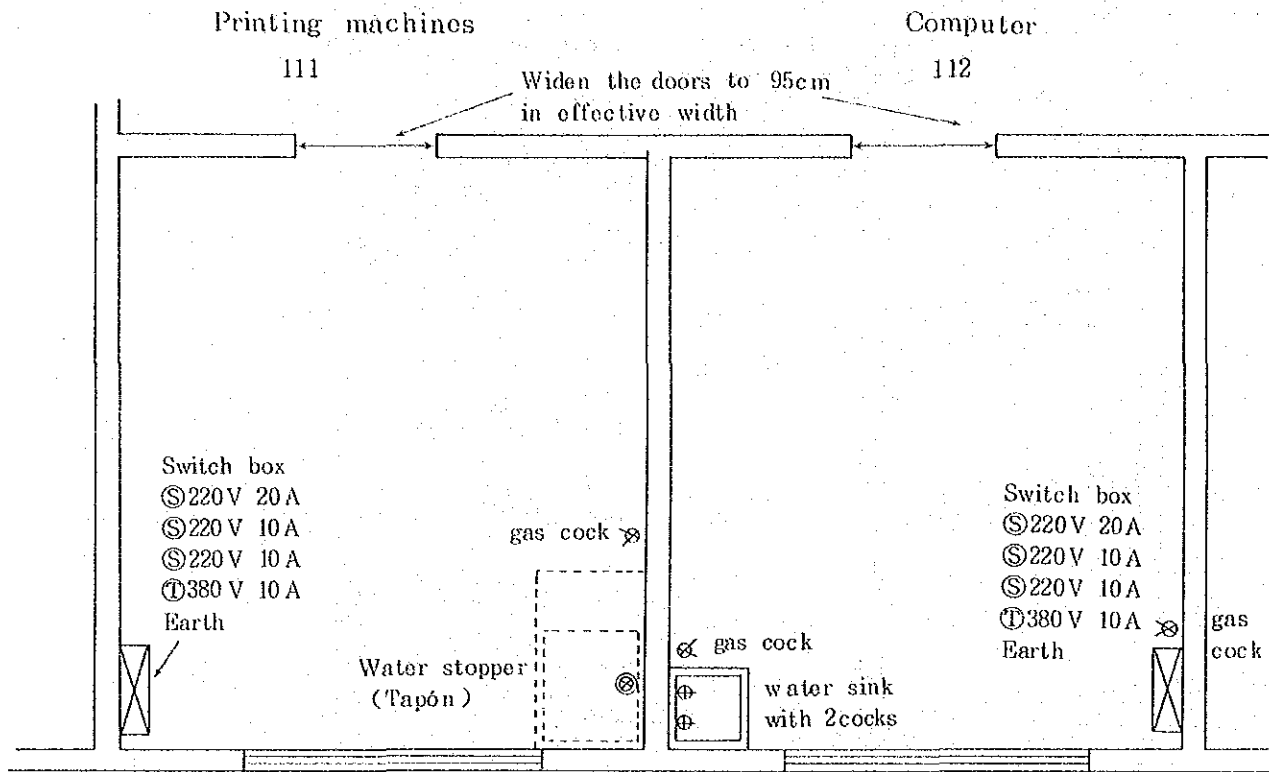 Printing machines
111
Computer
112
Widen the doors to 95cm
in effective width
Switch box
Ⓢ220V 20A
Ⓢ220V 10A
Ⓢ220V 10A
Ⓣ380V 10A
Earth
gas cock
Water stopper
(Tapón)
gas cock
water sink
with 2cocks
Switch box
Ⓢ220V 20A
Ⓢ220V 10A
Ⓢ220V 10A
Ⓣ380V 10A
Earth
gas
cock